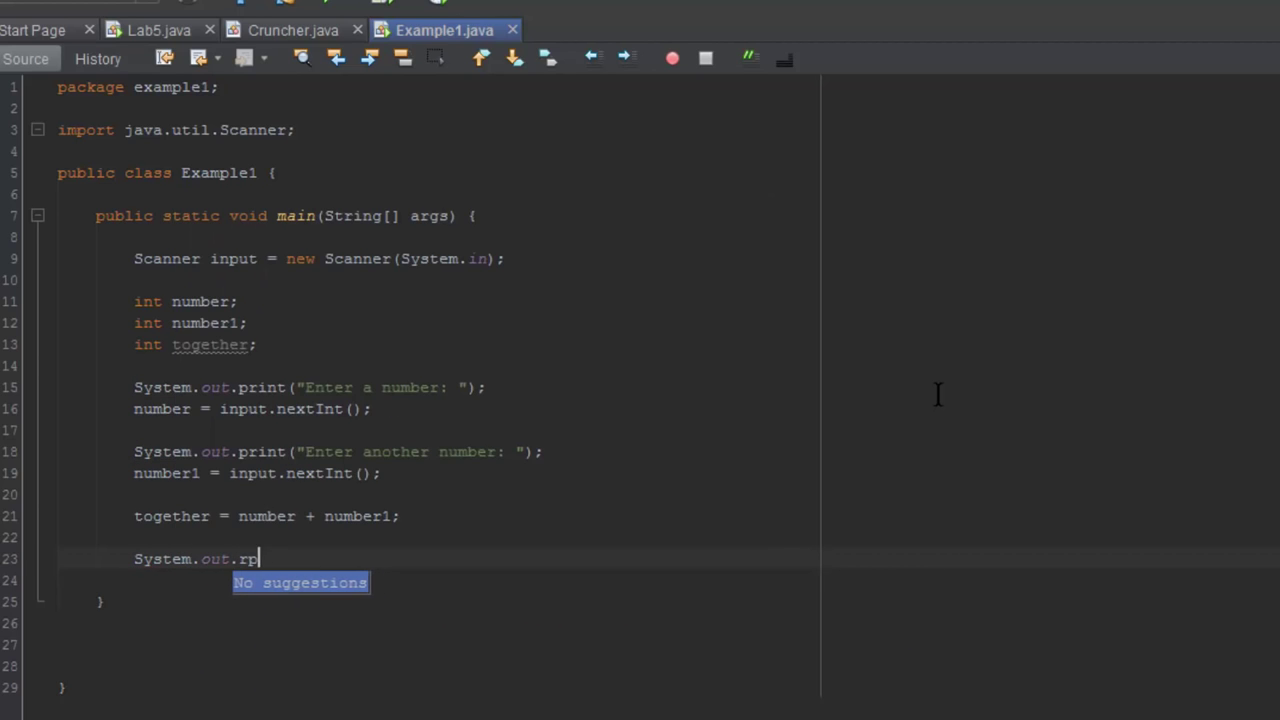 Start Page Lab5.java Cruncher.java Example1.java
Source History
1 package example1;
2
3 import java.util.Scanner;
4
5 public class Example1 {
6
7 public static void main(String[] args) {
8
9 Scanner input = new Scanner(System.in);
10
11 int number;
12 int number1;
13 int together;
14
15 System.out.print("Enter a number: ");
16 number = input.nextInt();
17
18 System.out.print("Enter another number: ");
19 number1 = input.nextInt();
20
21 together = number + number1;
22
23 System.out.rp
24 No suggestions
25 }
26
27
28
29 }